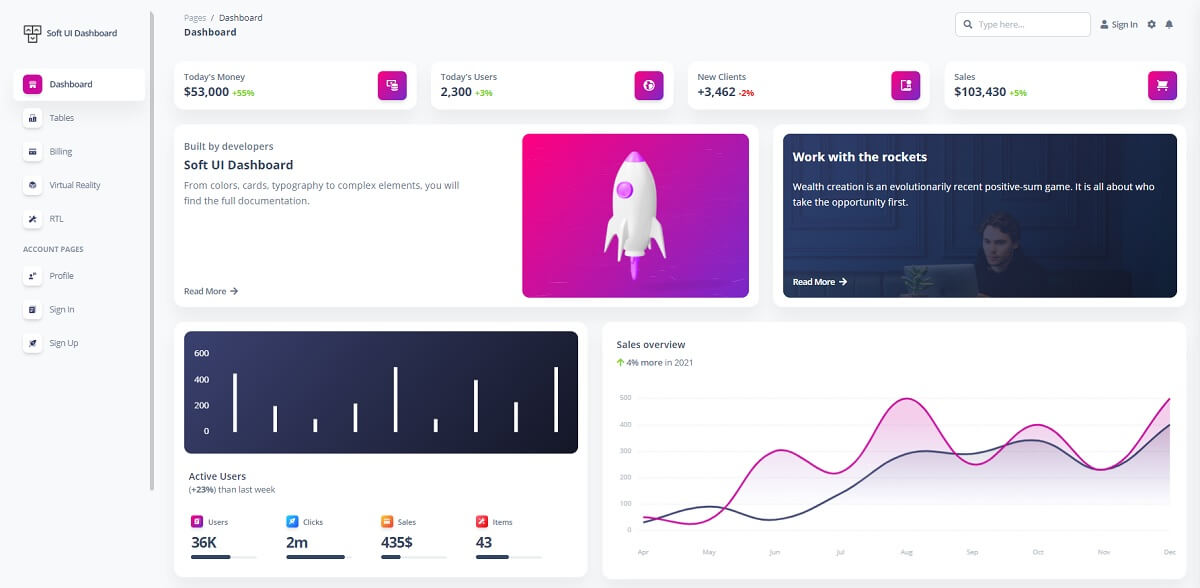 Soft UI Dashboard
Dashboard
Tables
Billing
Virtual Reality
RTL
ACCOUNT PAGES
Profile
Sign In
Sign Up
Pages / Dashboard
Dashboard
Type here...
Sign In
Today's Money
$53,000 +55%
Today's Users
2,300 +3%
New Clients
+3,462 -2%
Sales
$103,430 +5%
Built by developers
Soft UI Dashboard
From colors, cards, typography to complex elements, you will
find the full documentation.
Read More
Work with the rockets
Wealth creation is an evolutionarily recent positive-sum game. It is all about who
take the opportunity first.
Read More
600
400
200
0
Active Users
(+23%) than last week
Users
Clicks
Sales
Items
36K
2m
435$
43
Sales overview
4% more in 2021
500
400
300
200
100
0
Apr May Jun Jul Aug Sep Oct Nov Dec